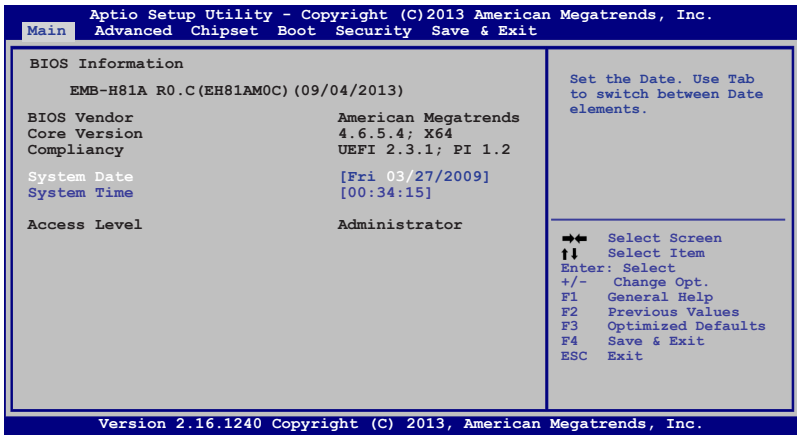 Aptio Setup Utility - Copyright (C)2013 American Megatrends, Inc.
Main Advanced Chipset Boot Security Save & Exit
BIOS Information
EMB-H81A R0.C(EH81AM0C)(09/04/2013)
BIOS Vendor American Megatrends
Core Version 4.6.5.4; X64
Compliancy UEFI 2.3.1; PI 1.2
System Date [Fri 03/27/2009]
System Time [00:34:15]
Access Level Administrator
Set the Date. Use Tab
to switch between Date
elements.
→← Select Screen
↑↓ Select Item
Enter: Select
+/- Change Opt.
F1 General Help
F2 Previous Values
F3 Optimized Defaults
F4 Save & Exit
ESC Exit
Version 2.16.1240 Copyright (C) 2013, American Megatrends, Inc.